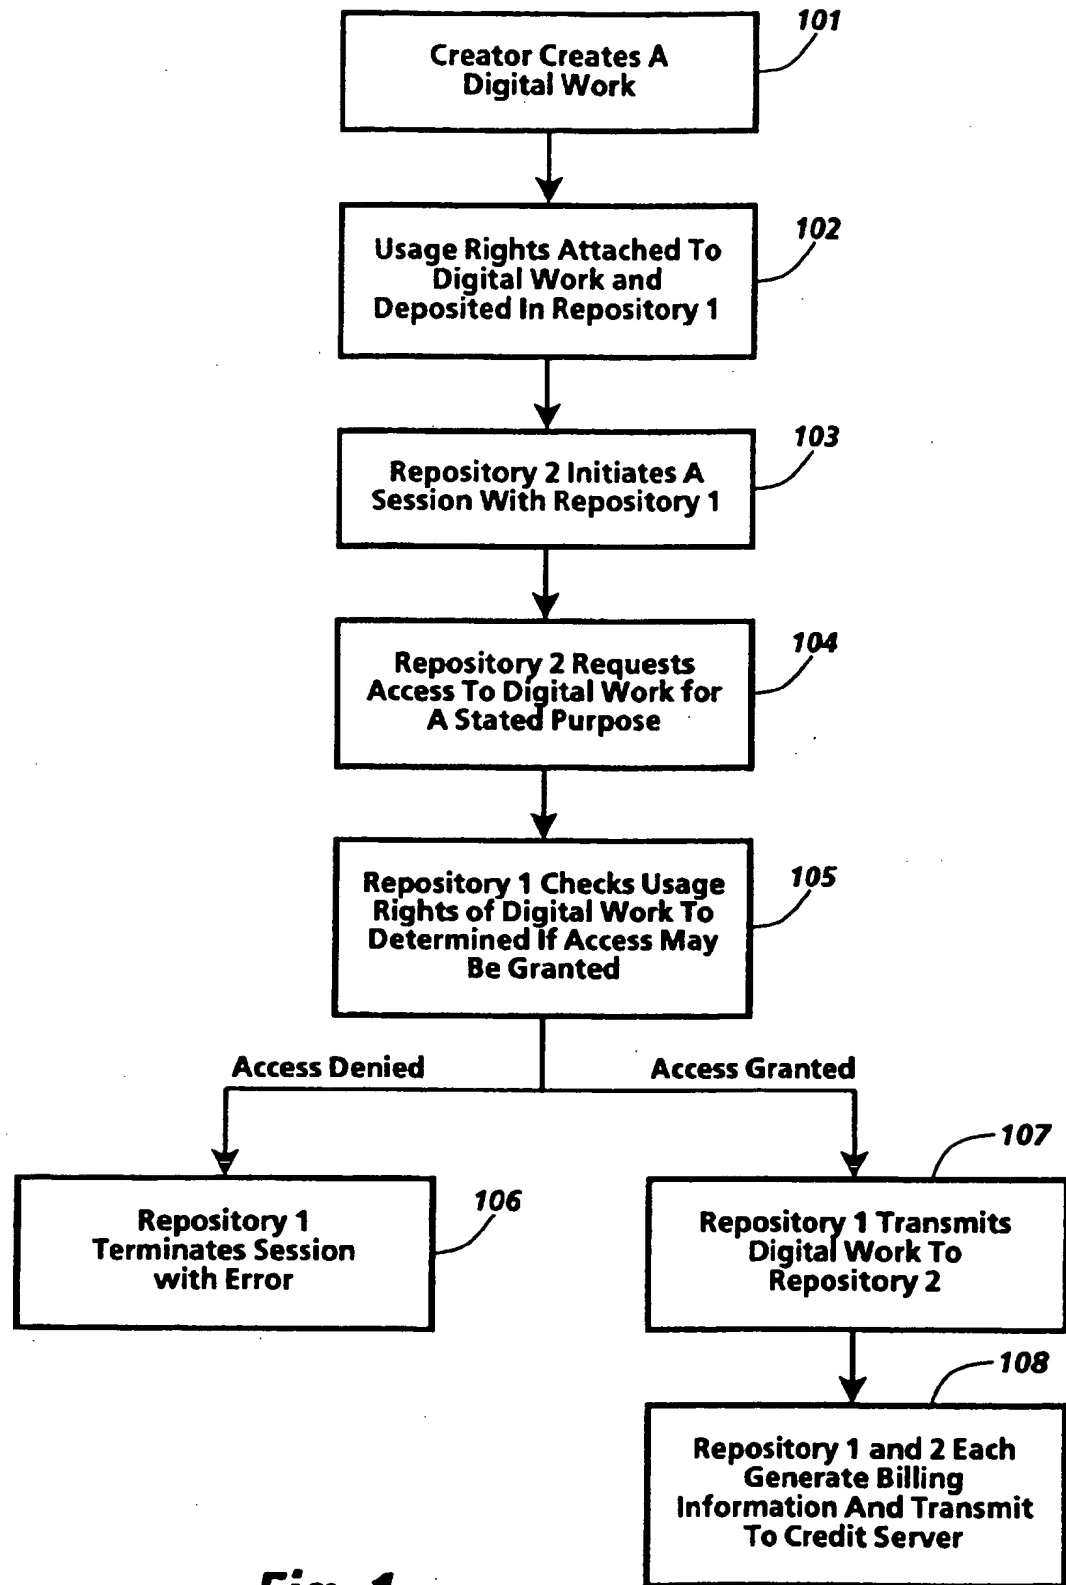 101
Creator Creates A
Digital Work
102
Usage Rights Attached To
Digital Work and
Deposited In Repository 1
103
Repository 2 Initiates A
Session With Repository 1
104
Repository 2 Requests
Access To Digital Work for
A Stated Purpose
105
Repository 1 Checks Usage
Rights of Digital Work To
Determined If Access May
Be Granted
Access Denied
Access Granted
106
Repository 1
Terminates Session
with Error
107
Repository 1 Transmits
Digital Work To
Repository 2
108
Repository 1 and 2 Each
Generate Billing
Information And Transmit
To Credit Server
Fig. 1